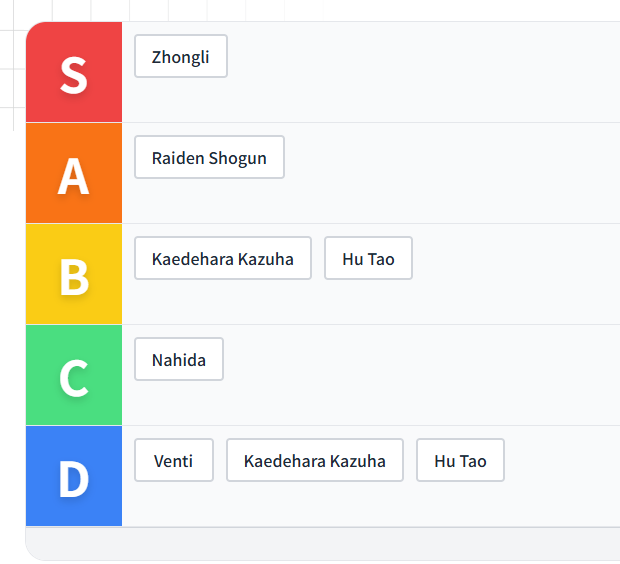 S
Zhongli
A
Raiden Shogun
B
Kaedehara Kazuha Hu Tao
C
Nahida
D
Venti Kaedehara Kazuha Hu Tao